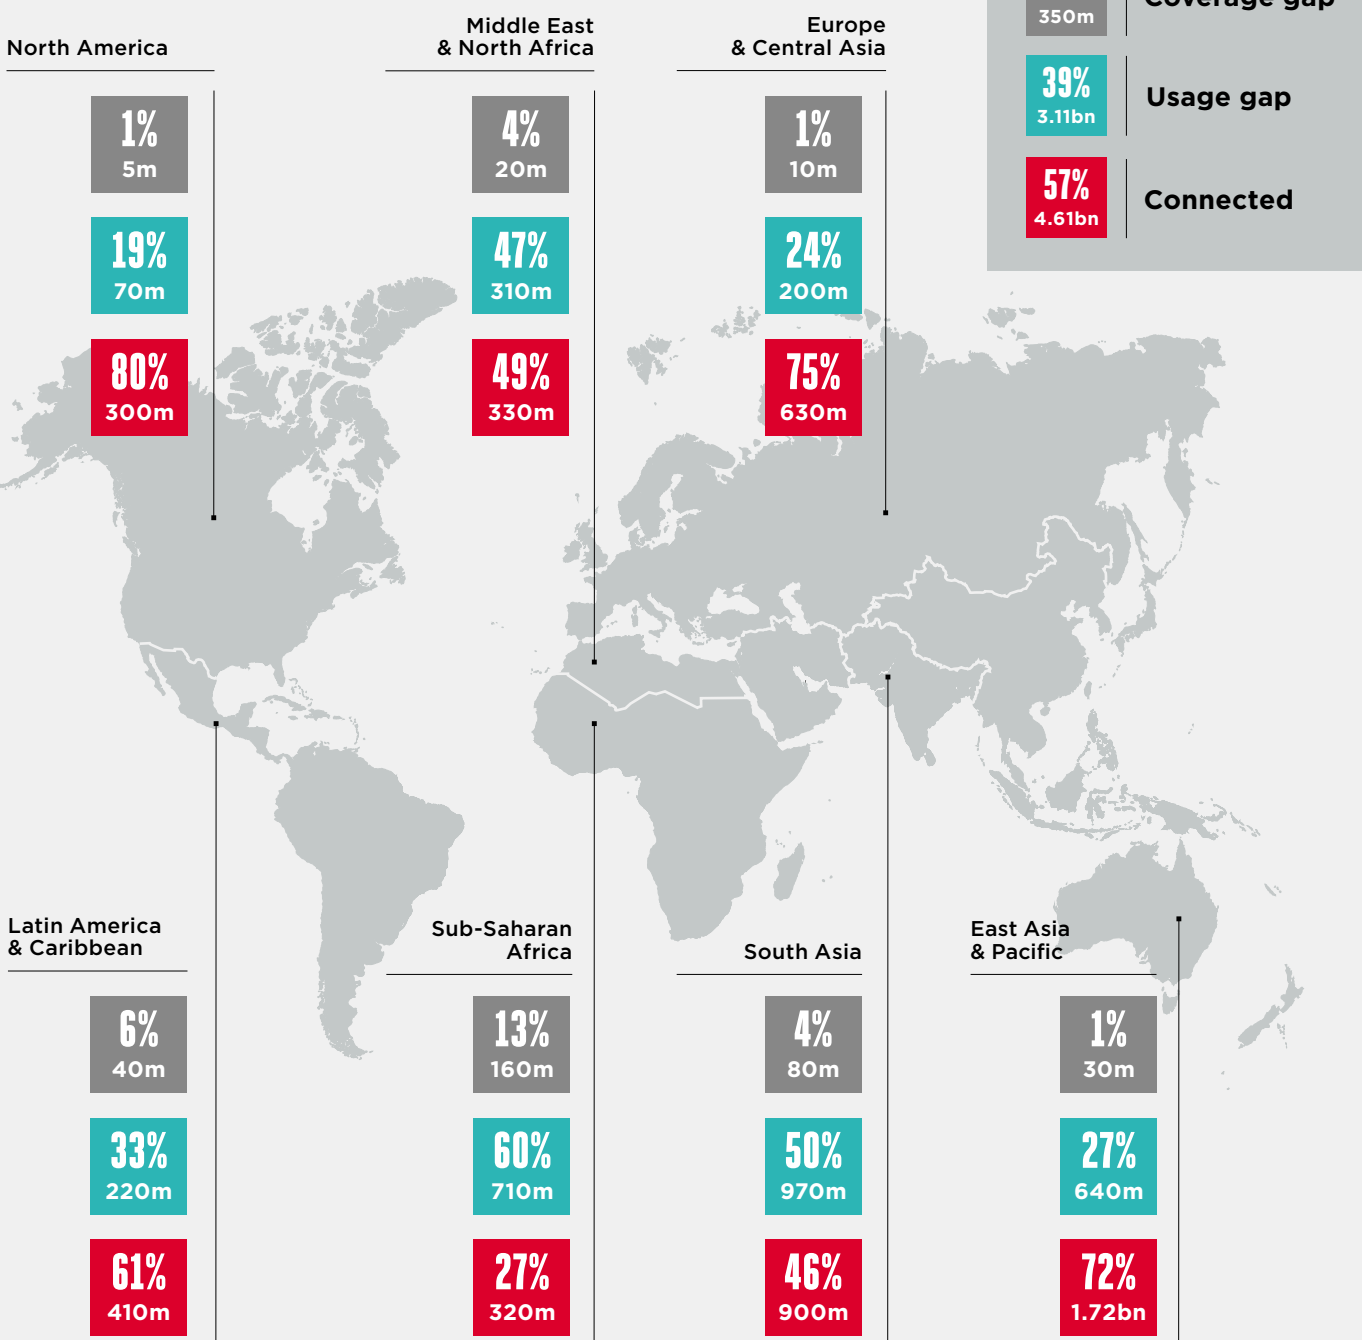 North America
1%
5m
19%
70m
80%
300m
Middle East
& North Africa
4%
20m
47%
310m
49%
330m
Europe
& Central Asia
1%
10m
24%
200m
75%
630m
Coverage gap
350m
39%
3.11bn
Usage gap
57%
4.61bn
Connected
Latin America
& Caribbean
6%
40m
33%
220m
61%
410m
Sub-Saharan
Africa
13%
160m
60%
710m
27%
320m
South Asia
4%
80m
50%
970m
46%
900m
East Asia
& Pacific
1%
30m
27%
640m
72%
1.72bn